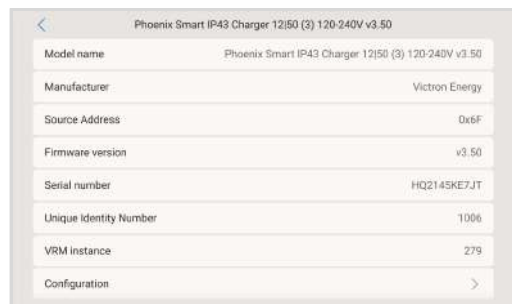 Phoenix Smart IP43 Charger 12|50 (3) 120-240V v3.50
Model name Phoenix Smart IP43 Charger 12|50 (3) 120-240V v3.50
Manufacturer Victron Energy
Source Address 0x6F
Firmware version v3.50
Serial number HQ2145KE7JT
Unique Identity Number 1006
VRM instance 279
Configuration